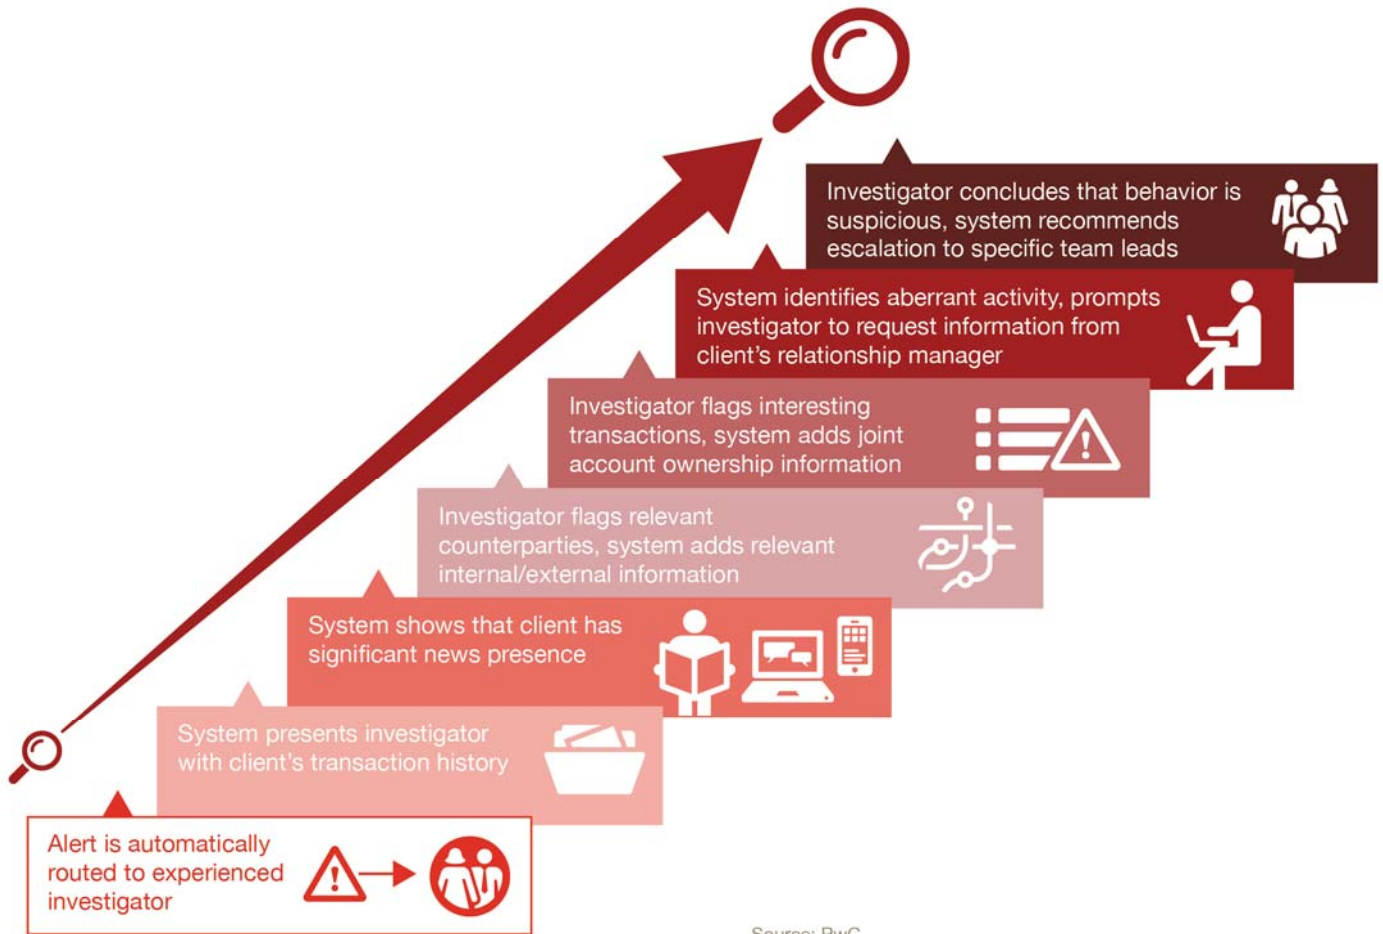 Investigator concludes that behavior is
suspicious, system recommends
escalation to specific team leads
System identifies aberrant activity, prompts
investigator to request information from
client's relationship manager
Investigator flags interesting
transactions, system adds joint
account ownership information
Investigator flags relevant
counterparties, system adds relevant
internal/external information
System shows that client has
significant news presence
System presents investigator
with client's transaction history
Alert is automatically
routed to experienced
investigator
Source: PwC